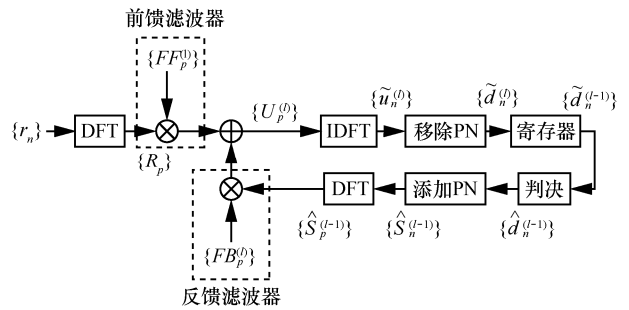 前馈滤波器
{FF_p^(l)}
{U_p^(l)}
{ũ_n^(l)}
{d̃_n^(l)}
{d̃_n^(l-1)}
{r_n}
DFT
IDFT
移除PN
寄存器
{R_p}
DFT
添加PN
判决
{Ŝ_p^(l-1)}
{Ŝ_n^(l-1)}
{d̂_n^(l-1)}
{FB_p^(l)}
反馈滤波器